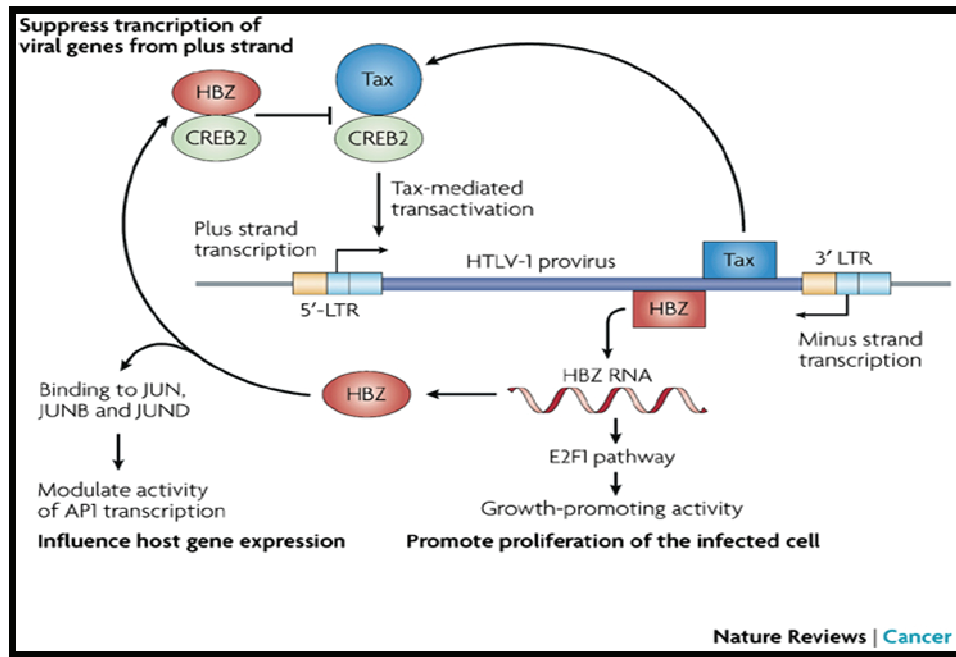 Suppress trancription of
viral genes from plus strand
HBZ
CREB2
Tax
CREB2
Tax-mediated
transactivation
Plus strand
transcription
HTLV-1 provirus
Tax
3′ LTR
5′-LTR
HBZ
Minus strand
transcription
HBZ RNA
HBZ
Binding to JUN,
JUNB and JUND
E2F1 pathway
Modulate activity
of AP1 transcription
Growth-promoting activity
Influence host gene expression
Promote proliferation of the infected cell
Nature Reviews | Cancer